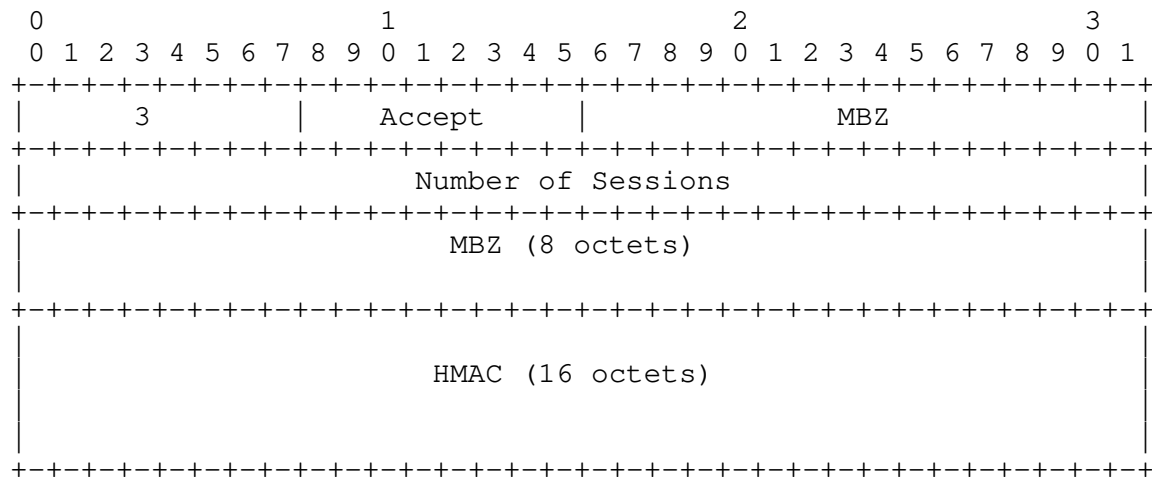 0                   1                   2                   3
 0 1 2 3 4 5 6 7 8 9 0 1 2 3 4 5 6 7 8 9 0 1 2 3 4 5 6 7 8 9 0 1
+-+-+-+-+-+-+-+-+-+-+-+-+-+-+-+-+-+-+-+-+-+-+-+-+-+-+-+-+-+-+-+-+
|      3        |    Accept     |              MBZ              |
+-+-+-+-+-+-+-+-+-+-+-+-+-+-+-+-+-+-+-+-+-+-+-+-+-+-+-+-+-+-+-+-+
|                      Number of Sessions                       |
+-+-+-+-+-+-+-+-+-+-+-+-+-+-+-+-+-+-+-+-+-+-+-+-+-+-+-+-+-+-+-+-+
|                        MBZ (8 octets)                         |
|                                                               |
+-+-+-+-+-+-+-+-+-+-+-+-+-+-+-+-+-+-+-+-+-+-+-+-+-+-+-+-+-+-+-+-+
|                                                               |
|                       HMAC (16 octets)                        |
|                                                               |
|                                                               |
+-+-+-+-+-+-+-+-+-+-+-+-+-+-+-+-+-+-+-+-+-+-+-+-+-+-+-+-+-+-+-+-+